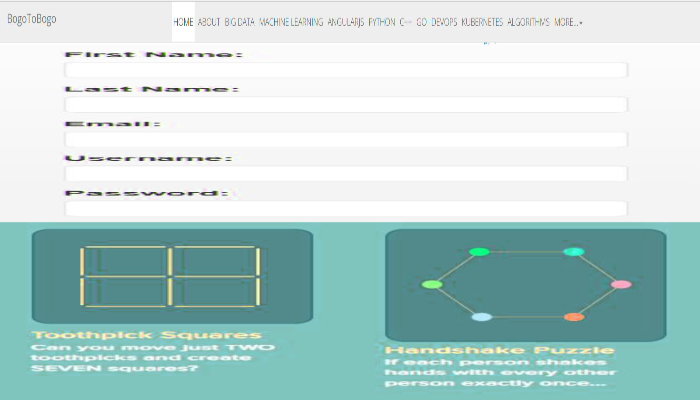 BogoToBogo
HOME ABOUT BIG DATA MACHINE LEARNING ANGULARJS PYTHON C++ GO DEVOPS KUBERNETES ALGORITHMS MORE...
First Name:
Last Name:
Email:
Username:
Password:
Toothpick Squares
Can you move just TWO
toothpicks and create
SEVEN squares?
Handshake Puzzle
If each person shakes
hands with every other
person exactly once...